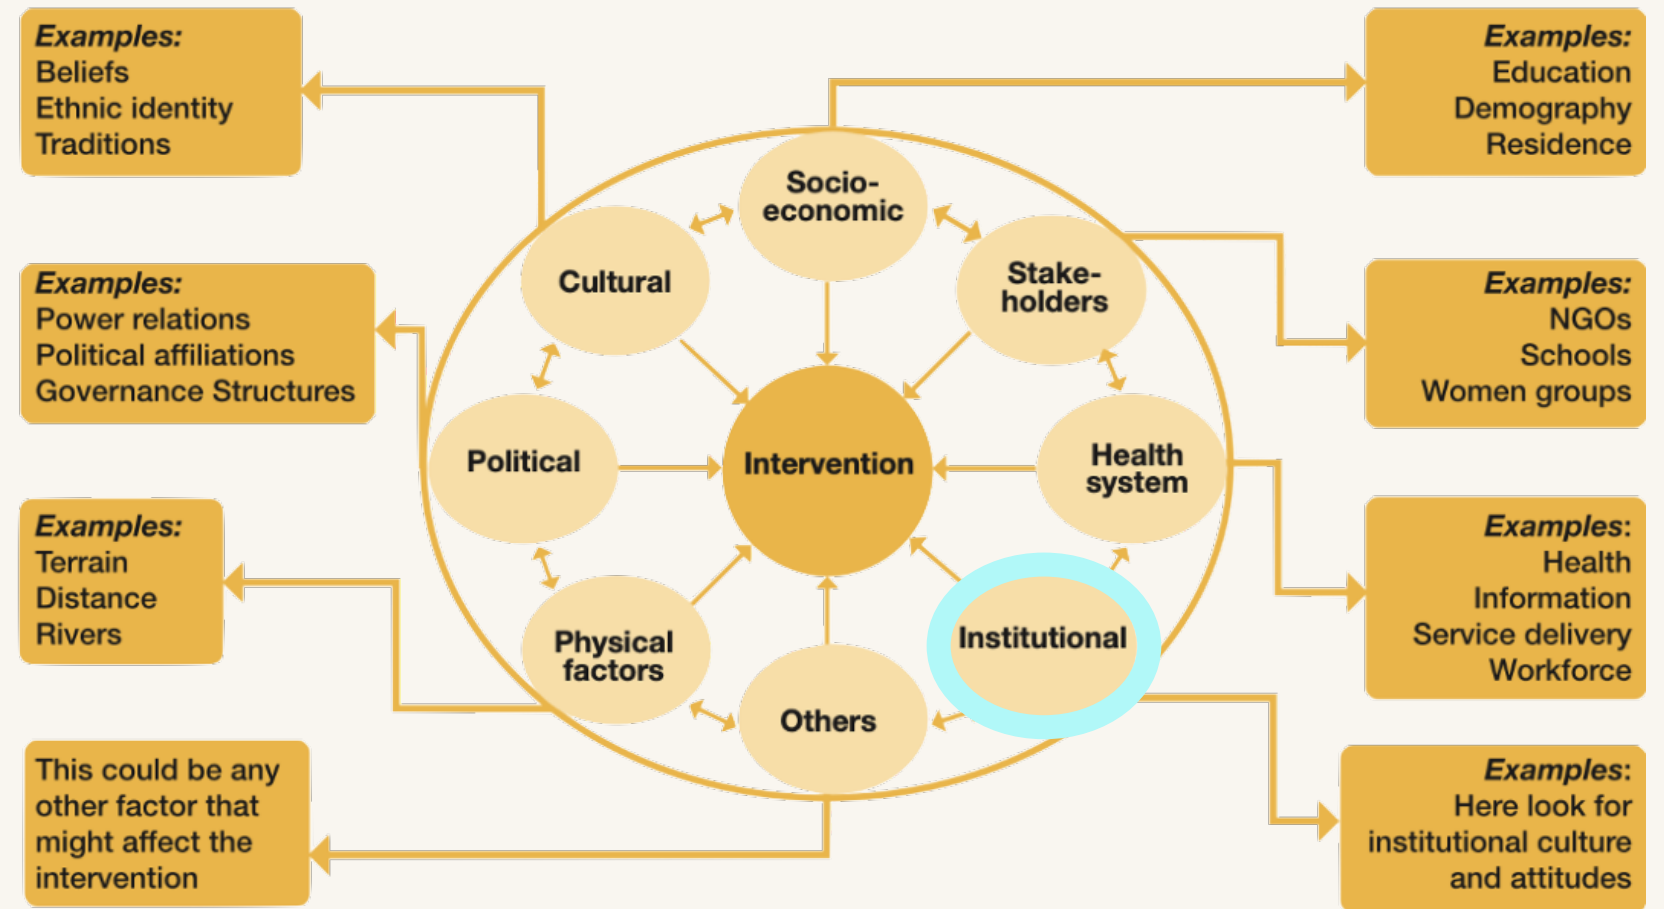 Examples:
Beliefs
Ethnic identity
Traditions
Examples:
Education
Demography
Residence
Socio-
economic
Cultural
Stake-
holders
Examples:
Power relations
Political affiliations
Governance Structures
Examples:
NGOs
Schools
Women groups
Political
Intervention
Health
system
Examples:
Terrain
Distance
Rivers
Examples:
Health
Information
Service delivery
Workforce
Physical
factors
Institutional
Others
This could be any
other factor that
might affect the
intervention
Examples:
Here look for
institutional culture
and attitudes